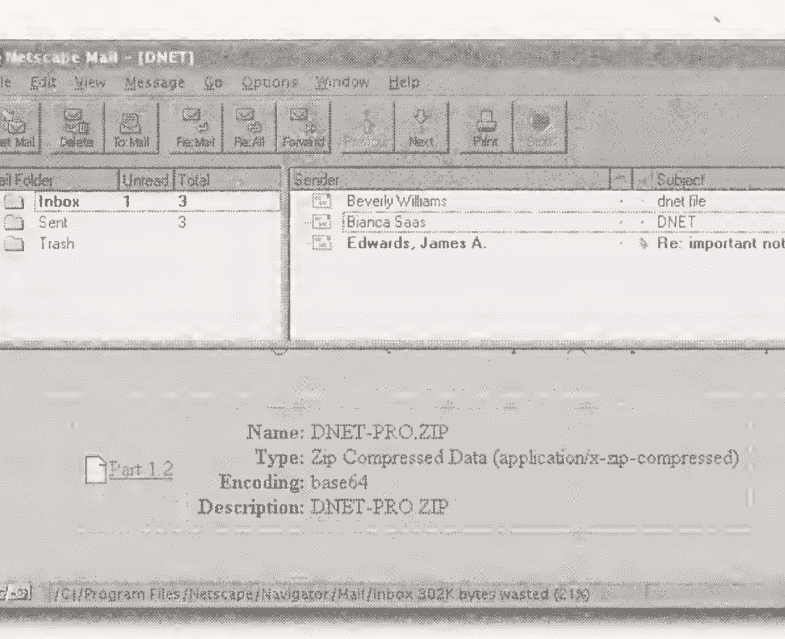 Netscape Mail - [DNET]
Edit View Message Go Options Window Help
Mail Delete To: Mail Re: Mail Re: All Forward Previous Next Print Stop
Folder Unread Total
Inbox 1 3
Sent 3
Trash
Sender Subject
Beverly Williams dnet file
Bianca Saas DNET
Edwards, James A. Re: important not
Part 1.2
Name: DNET-PRO.ZIP
Type: Zip Compressed Data (application/x-zip-compressed)
Encoding: base64
Description: DNET-PRO.ZIP
/C|/Program Files/Netscape/Navigator/Mail/Inbox 302K bytes wasted (21%)